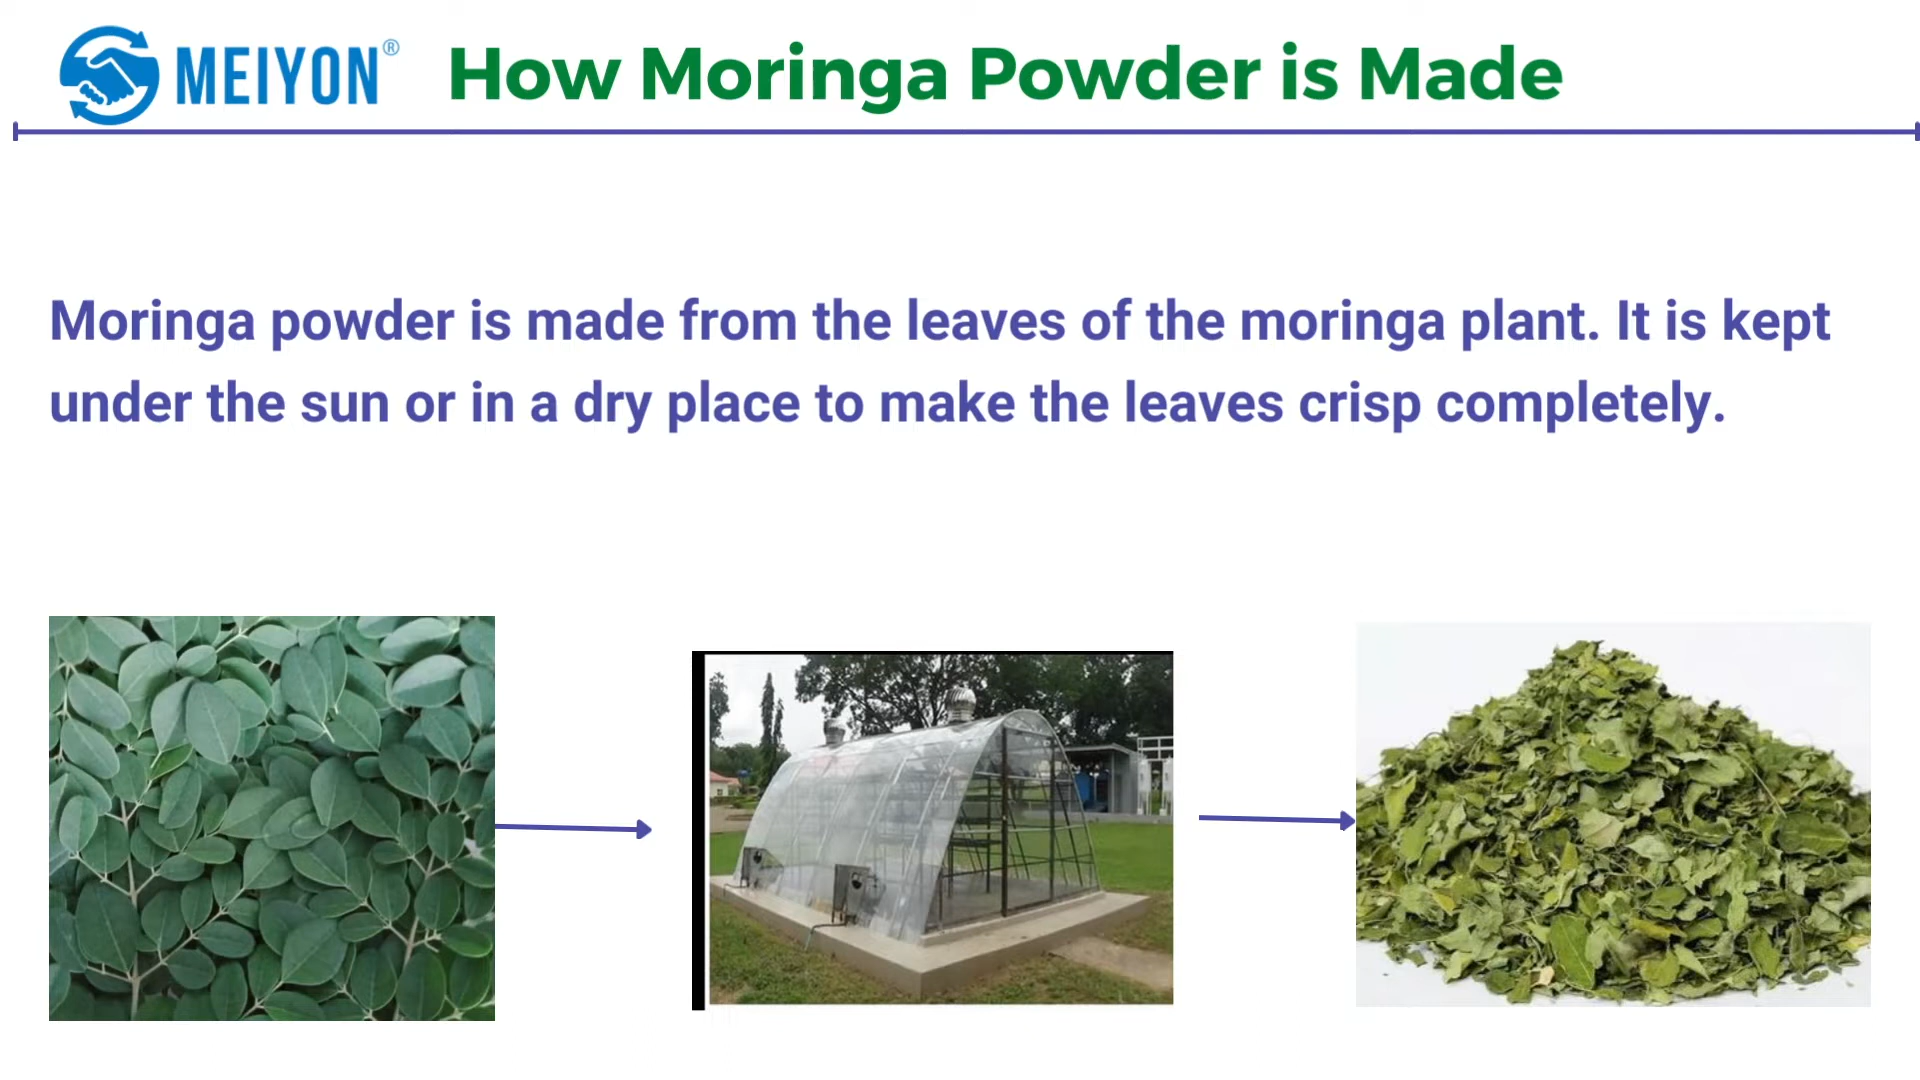 MEIYON®
How Moringa Powder is Made
Moringa powder is made from the leaves of the moringa plant. It is kept
under the sun or in a dry place to make the leaves crisp completely.